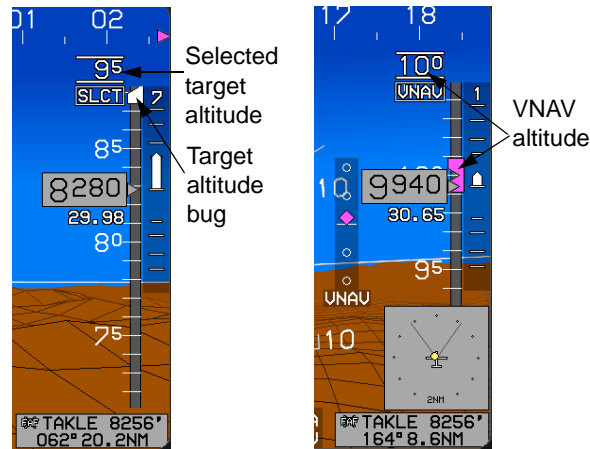 01 02
95
SLCT
7
85
8280
29.98
80
75
TAKLE 8256'
062° 20.2NM
Selected
target
altitude
Target
altitude
bug
17 18
100
VNAV
1
10
9940
30.65
95
VNAV
10
2NM
TAKLE 8256'
164° 8.6NM
VNAV
altitude